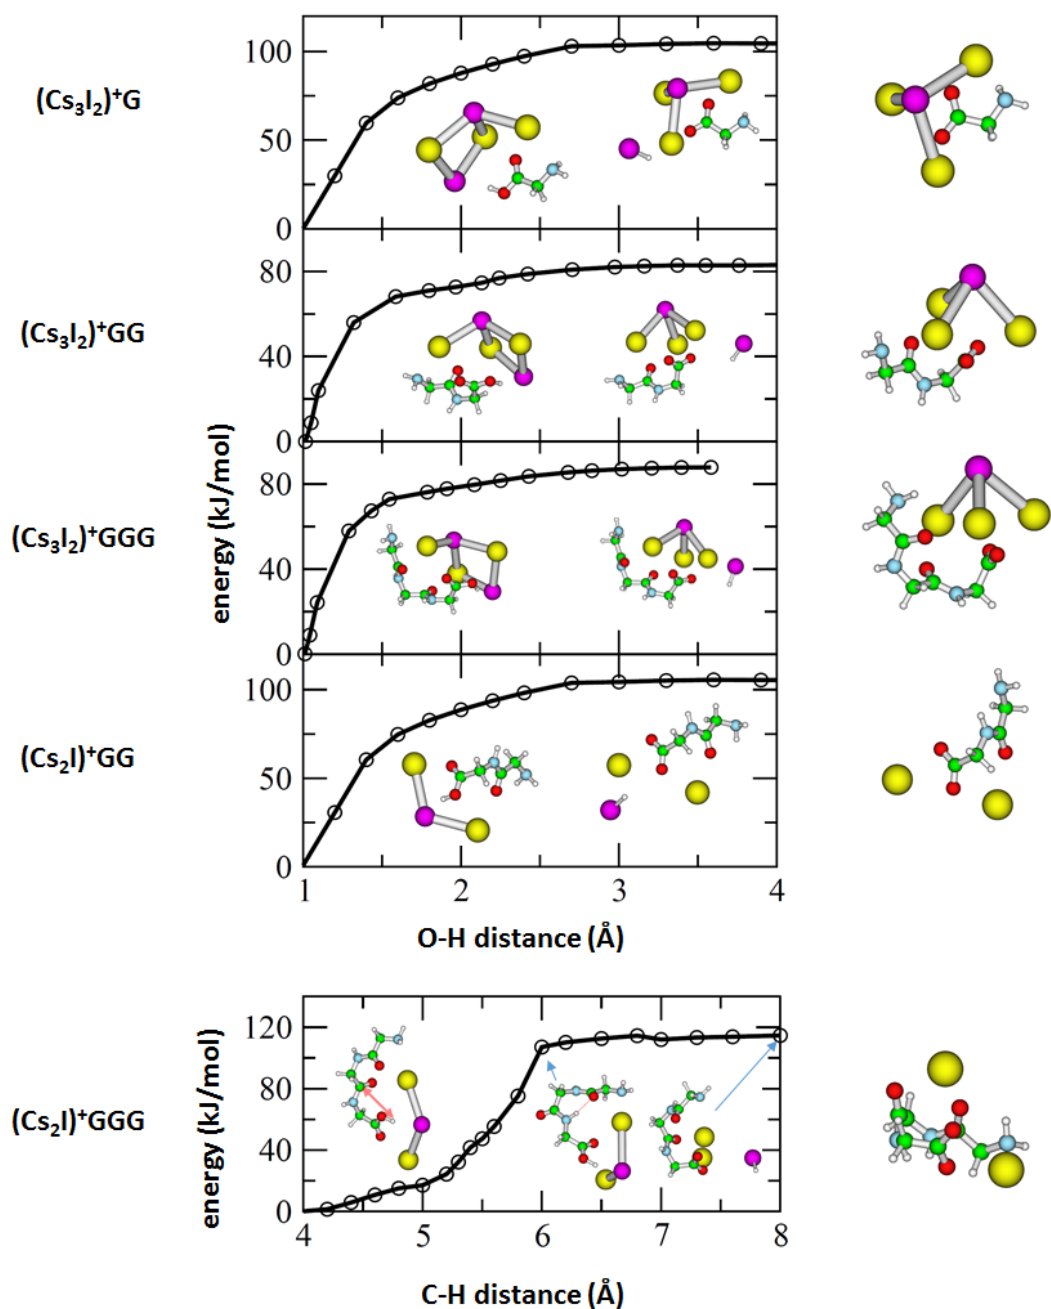 (Cs₃I₂)⁺G
100
50
0
(Cs₃I₂)⁺GG
80
40
0
(Cs₃I₂)⁺GGG
80
40
0
(Cs₂I)⁺GG
100
50
0
energy (kJ/mol)
1 2 3 4
O-H distance (Å)
(Cs₂I)⁺GGG
120
80
40
0
energy (kJ/mol)
4 5 6 7 8
C-H distance (Å)